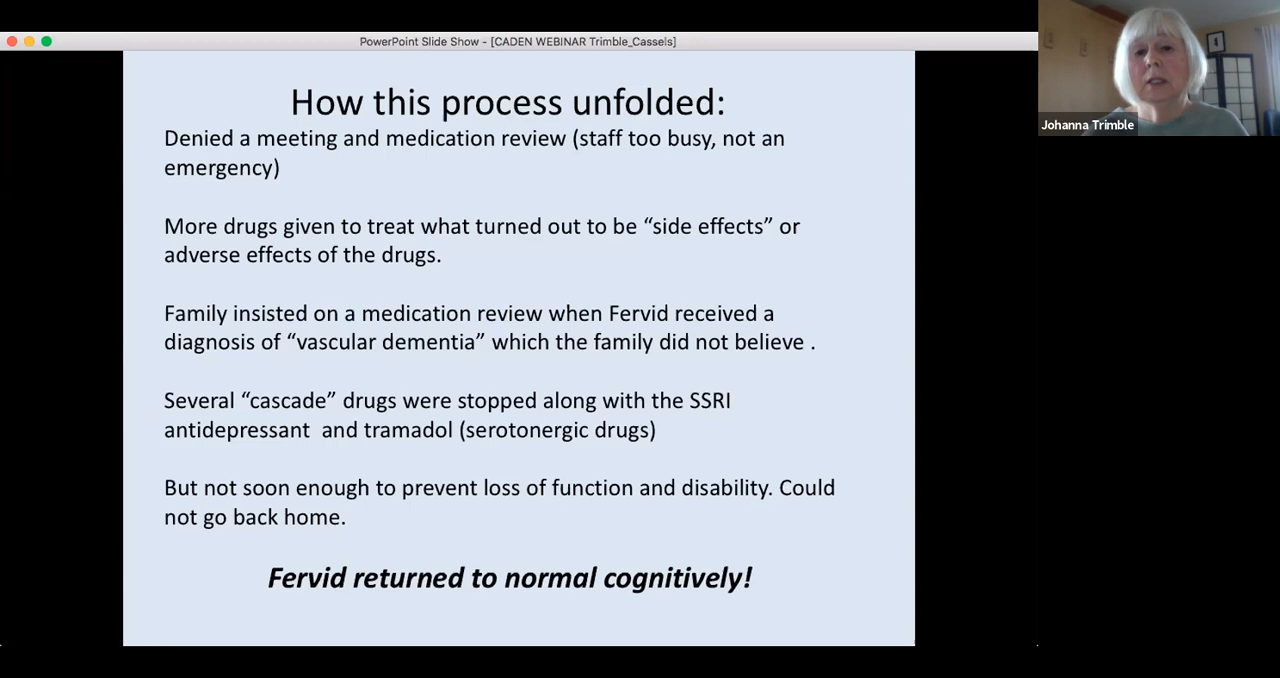 PowerPoint Slide Show - [CADEN WEBINAR Trimble_Cassels]
How this process unfolded:
Denied a meeting and medication review (staff too busy, not an
emergency)
More drugs given to treat what turned out to be “side effects” or
adverse effects of the drugs.
Family insisted on a medication review when Fervid received a
diagnosis of “vascular dementia” which the family did not believe .
Several “cascade” drugs were stopped along with the SSRI
antidepressant  and tramadol (serotonergic drugs)
But not soon enough to prevent loss of function and disability. Could
not go back home.
Fervid returned to normal cognitively!
Johanna Trimble